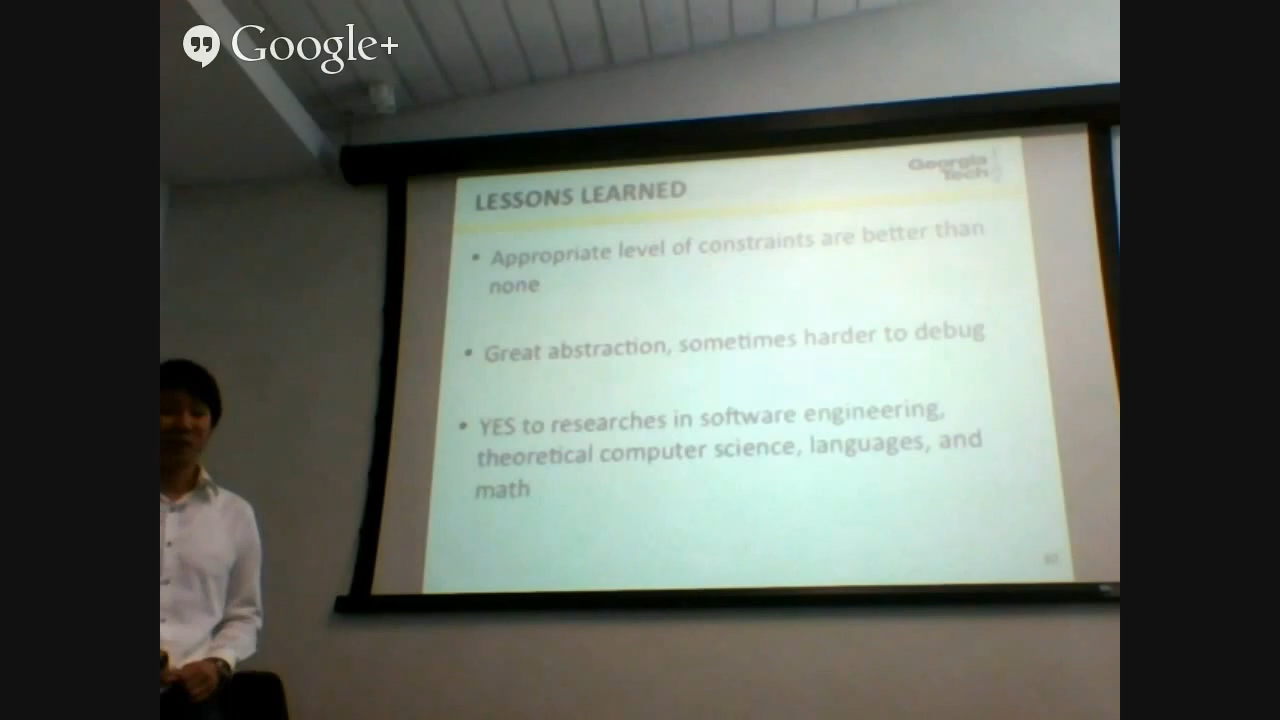 Google+
Georgia
Tech
LESSONS LEARNED
• Appropriate level of constraints are better than
none
• Great abstraction, sometimes harder to debug
• YES to researches in software engineering,
theoretical computer science, languages, and
math